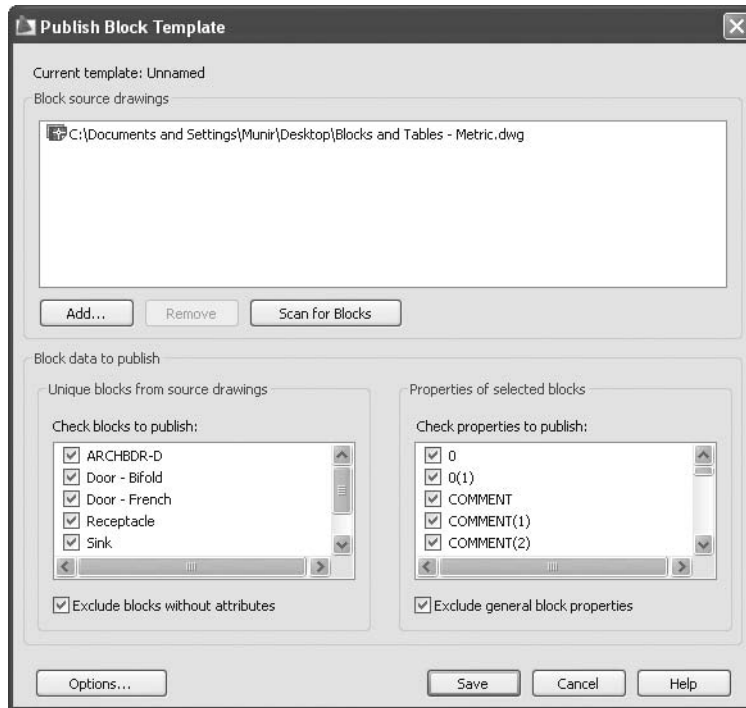 Publish Block Template
Current template: Unnamed
Block source drawings
C:\Documents and Settings\Munir\Desktop\Blocks and Tables - Metric.dwg
Add...
Remove
Scan for Blocks
Block data to publish
Unique blocks from source drawings
Check blocks to publish:
ARCHBDR-D
Door - Bifold
Door - French
Receptacle
Sink
Exclude blocks without attributes
Properties of selected blocks
Check properties to publish:
0
0(1)
COMMENT
COMMENT(1)
COMMENT(2)
Exclude general block properties
Options...
Save
Cancel
Help